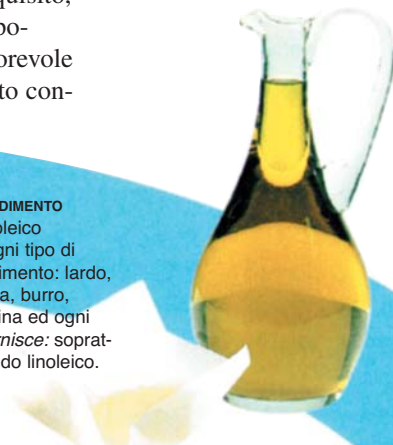 quisito,
po-
orevole
to con-
DIMENTO
oleico
gni tipo di
imento: lardo,
a, burro,
ina ed ogni
rnisce: soprat-
do linoleico.